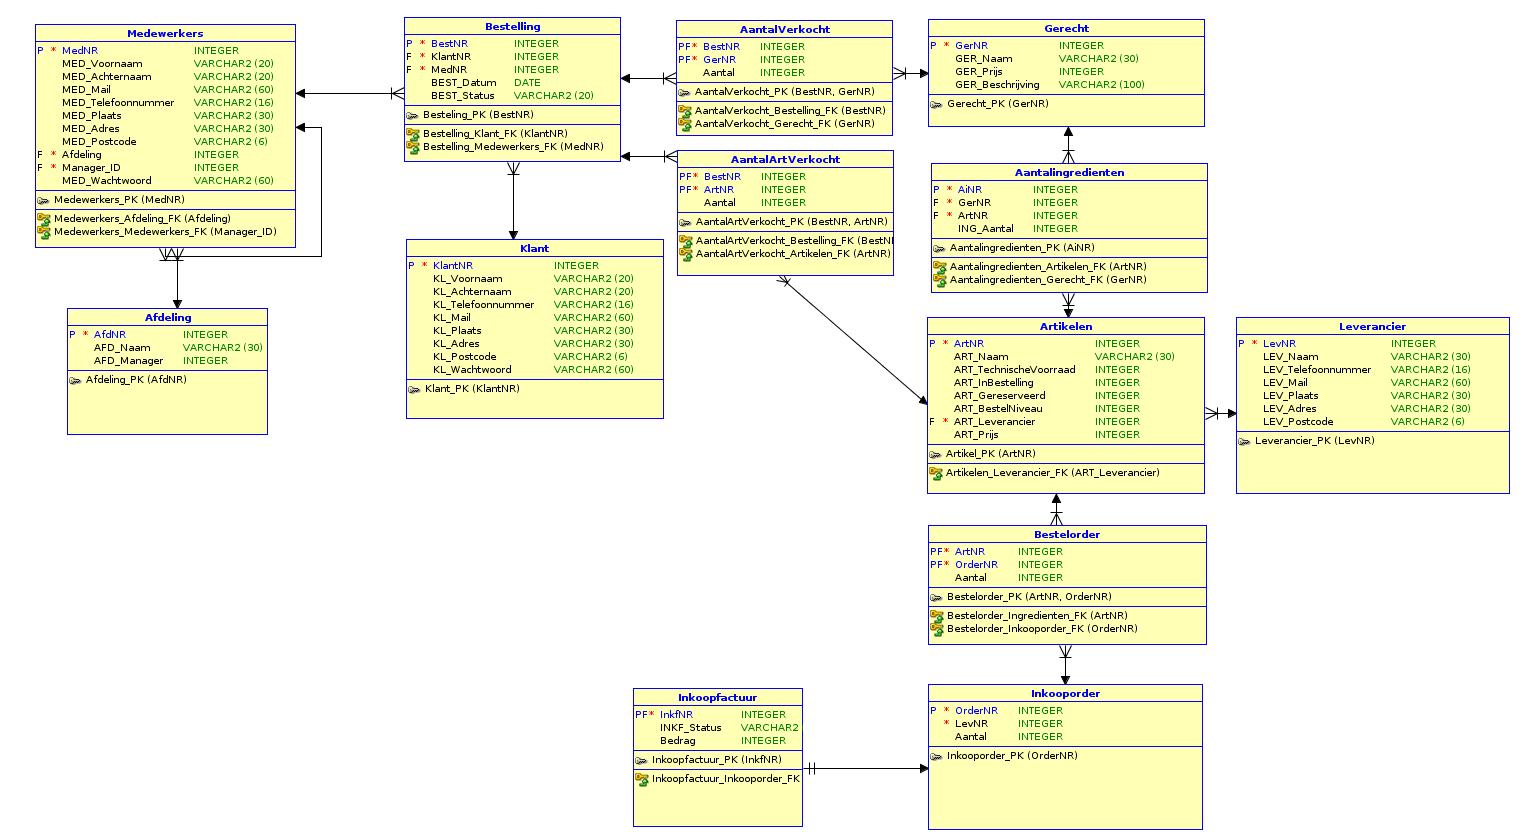 Medewerkers
P * MedNR INTEGER
MED_Voornaam VARCHAR2 (20)
MED_Achternaam VARCHAR2 (20)
MED_Mail VARCHAR2 (60)
MED_Telefoonnummer VARCHAR2 (16)
MED_Plaats VARCHAR2 (30)
MED_Adres VARCHAR2 (30)
MED_Postcode VARCHAR2 (6)
F * Afdeling INTEGER
F * Manager_ID INTEGER
MED_Wachtwoord VARCHAR2 (60)
Medewerkers_PK (MedNR)
Medewerkers_Afdeling_FK (Afdeling)
Medewerkers_Medewerkers_FK (Manager_ID)
Bestelling
P * BestNR INTEGER
F * KlantNR INTEGER
F * MedNR INTEGER
BEST_Datum DATE
BEST_Status VARCHAR2 (20)
Besteling_PK (BestNR)
Bestelling_Klant_FK (KlantNR)
Bestelling_Medewerkers_FK (MedNR)
AantalVerkocht
PF* BestNR INTEGER
PF* GerNR INTEGER
Aantal INTEGER
AantalVerkocht_PK (BestNR, GerNR)
AantalVerkocht_Bestelling_FK (BestNR)
AantalVerkocht_Gerecht_FK (GerNR)
Gerecht
P * GerNR INTEGER
GER_Naam VARCHAR2 (30)
GER_Prijs INTEGER
GER_Beschrijving VARCHAR2 (100)
Gerecht_PK (GerNR)
AantalArtVerkocht
PF* BestNR INTEGER
PF* ArtNR INTEGER
Aantal INTEGER
AantalArtVerkocht_PK (BestNR, ArtNR)
AantalArtVerkocht_Bestelling_FK (BestN
AantalArtVerkocht_Artikelen_FK (ArtNR)
Aantalingredienten
P * AiNR INTEGER
F * GerNR INTEGER
F * ArtNR INTEGER
ING_Aantal INTEGER
Aantalingredienten_PK (AiNR)
Aantalingredienten_Artikelen_FK (ArtNR)
Aantalingredienten_Gerecht_FK (GerNR)
Klant
P * KlantNR INTEGER
KL_Voornaam VARCHAR2 (20)
KL_Achternaam VARCHAR2 (20)
KL_Telefoonnummer VARCHAR2 (16)
KL_Mail VARCHAR2 (60)
KL_Plaats VARCHAR2 (30)
KL_Adres VARCHAR2 (30)
KL_Postcode VARCHAR2 (6)
KL_Wachtwoord VARCHAR2 (60)
Klant_PK (KlantNR)
Afdeling
P * AfdNR INTEGER
AFD_Naam VARCHAR2 (30)
AFD_Manager INTEGER
Afdeling_PK (AfdNR)
Artikelen
P * ArtNR INTEGER
ART_Naam VARCHAR2 (30)
ART_TechnischeVoorraad INTEGER
ART_InBestelling INTEGER
ART_Gereserveerd INTEGER
ART_BestelNiveau INTEGER
F * ART_Leverancier INTEGER
ART_Prijs INTEGER
Artikel_PK (ArtNR)
Artikelen_Leverancier_FK (ART_Leverancier)
Leverancier
P * LevNR INTEGER
LEV_Naam VARCHAR2 (30)
LEV_Telefoonnummer VARCHAR2 (16)
LEV_Mail VARCHAR2 (60)
LEV_Plaats VARCHAR2 (30)
LEV_Adres VARCHAR2 (30)
LEV_Postcode VARCHAR2 (6)
Leverancier_PK (LevNR)
Bestelorder
PF* ArtNR INTEGER
PF* OrderNR INTEGER
Aantal INTEGER
Bestelorder_PK (ArtNR, OrderNR)
Bestelorder_Ingredienten_FK (ArtNR)
Bestelorder_Inkooporder_FK (OrderNR)
Inkoopfactuur
PF* InkfNR INTEGER
INKF_Status VARCHAR2
Bedrag INTEGER
Inkoopfactuur_PK (InkfNR)
Inkoopfactuur_Inkooporder_FK
Inkooporder
P * OrderNR INTEGER
* LevNR INTEGER
Aantal INTEGER
Inkooporder_PK (OrderNR)